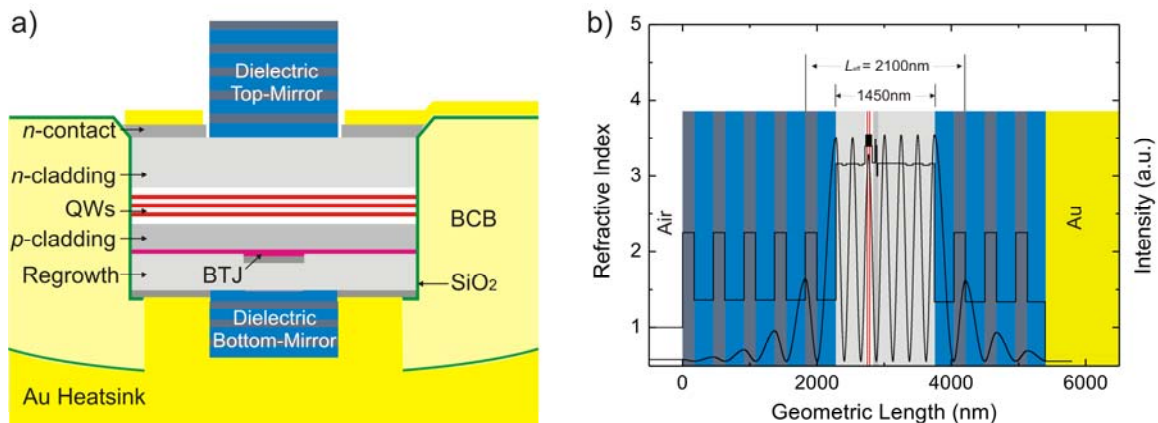 a)
Dielectric
Top-Mirror
n-contact
n-cladding
QWs
p-cladding
Regrowth
BTJ
BCB
SiO₂
Dielectric
Bottom-Mirror
Au Heatsink
b)
Refractive Index
5
4
3
2
1
Leff = 2100nm
1450nm
Air
Au
Intensity (a.u.)
0
2000
4000
6000
Geometric Length (nm)